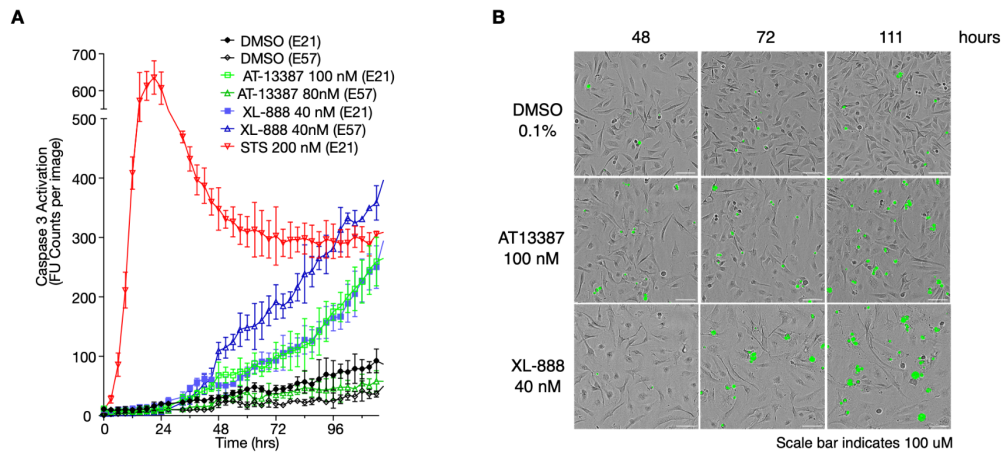 A
B
700
600
500
400
300
200
100
0
Caspase 3 Activation
(FU Counts per image)
0
24
48
72
96
Time (hrs)
DMSO (E21)
DMSO (E57)
AT-13387 100 nM (E21)
AT-13387 80nM (E57)
XL-888 40 nM (E21)
XL-888 40nM (E57)
STS 200 nM (E21)
48
72
111
hours
DMSO
0.1%
AT13387
100 nM
XL-888
40 nM
Scale bar indicates 100 uM